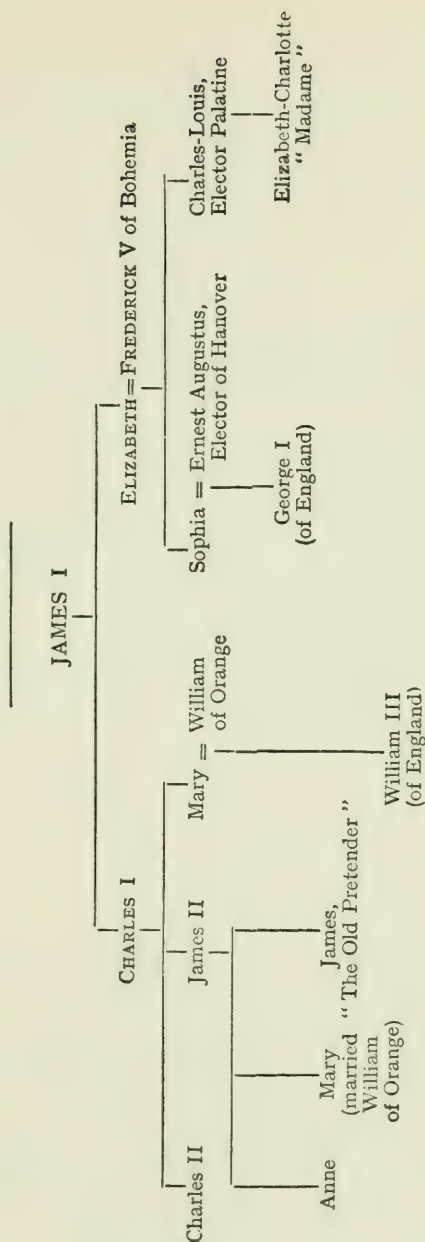 JAMES I
CHARLES I
ELIZABETH = FREDERICK V of Bohemia
Charles II
James II
Mary = William
of Orange
Sophia = Ernest Augustus,
Elector of Hanover
Charles-Louis,
Elector Palatine
Anne
Mary
(married
William
of Orange)
James,
" The Old Pretender "
William III
(of England)
George I
(of England)
Elizabeth-Charlotte
" Madame "